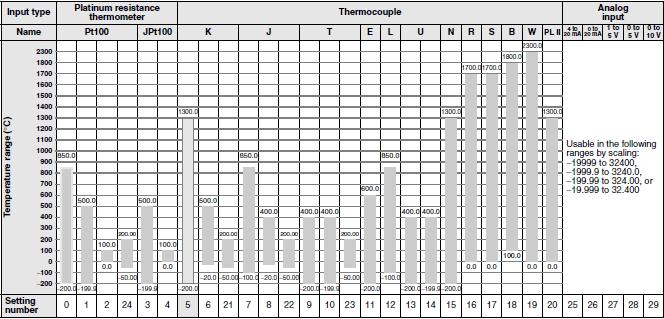 Input type Platinum resistance thermometer Thermocouple Analog input
Name Pt100 JPt100 K J T E L U N R S B W PL II 4 to 20 mA 0 to 20 mA 1 to 5 V 0 to 5 V 0 to 10 V
Temperature range (°C)
2300 2300.0
1800 1800.0
1700 1700.0 1700.0
1500
1400
1300 1300.0 1300.0 1300.0
1200
1100
1000
900 850.0 850.0 850.0
800
700
600 600.0
500 500.0 500.0 500.0
400 400.0 400.0 400.0 400.0 400.0
300
200 200.00 200.00 200.00 200.00
100 100.0 100.0 100.0
0 0.0 0.0 0.0 0.0 0.0
−100 −50.00 −20.0 −50.00 −100.0 −20.0 −50.00 −50.00 −100.0
−200 −200.0 −199.9 −199.9 −200.0 −200.0 −199.9 −200.0 −200.0 −199.9 −200.0
Usable in the following
ranges by scaling:
−19999 to 32400,
−1999.9 to 3240.0,
−199.99 to 324.00, or
−19.999 to 32.400
Setting number 0 1 2 24 3 4 5 6 21 7 8 22 9 10 23 11 12 13 14 15 16 17 18 19 20 25 26 27 28 29